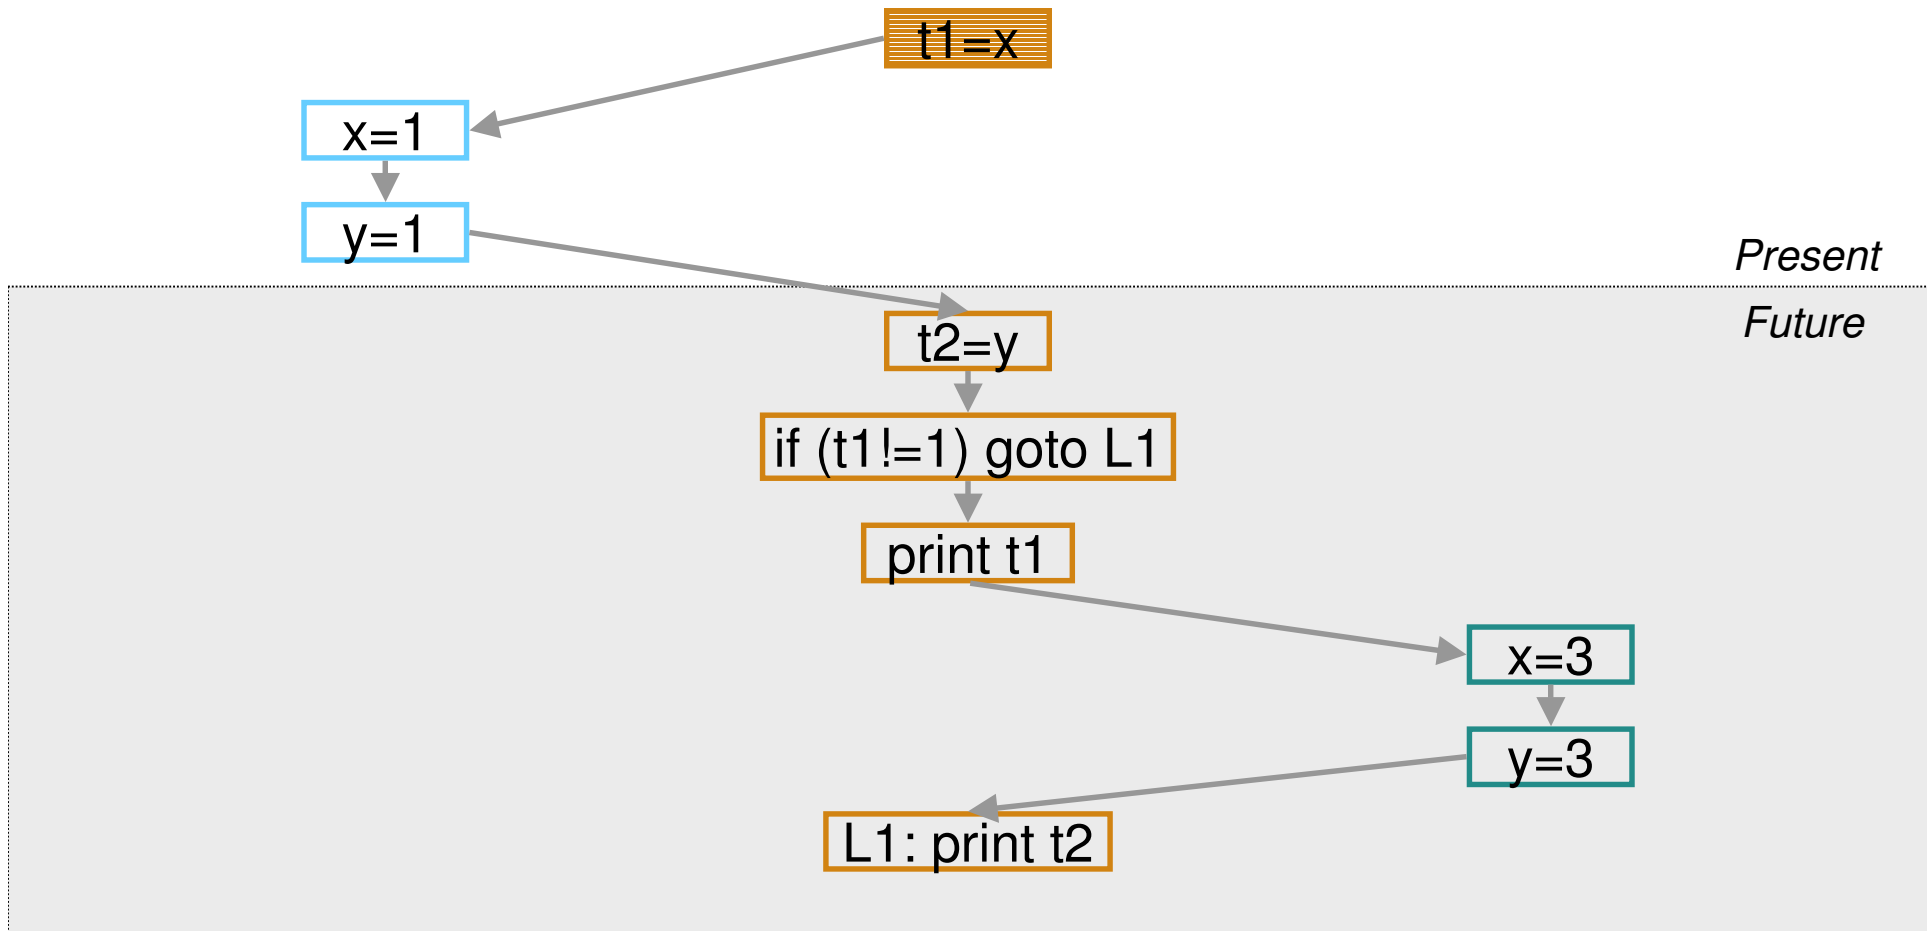 t1=x
x=1
y=1
Present
Future
t2=y
if (t1!=1) goto L1
print t1
x=3
y=3
L1: print t2